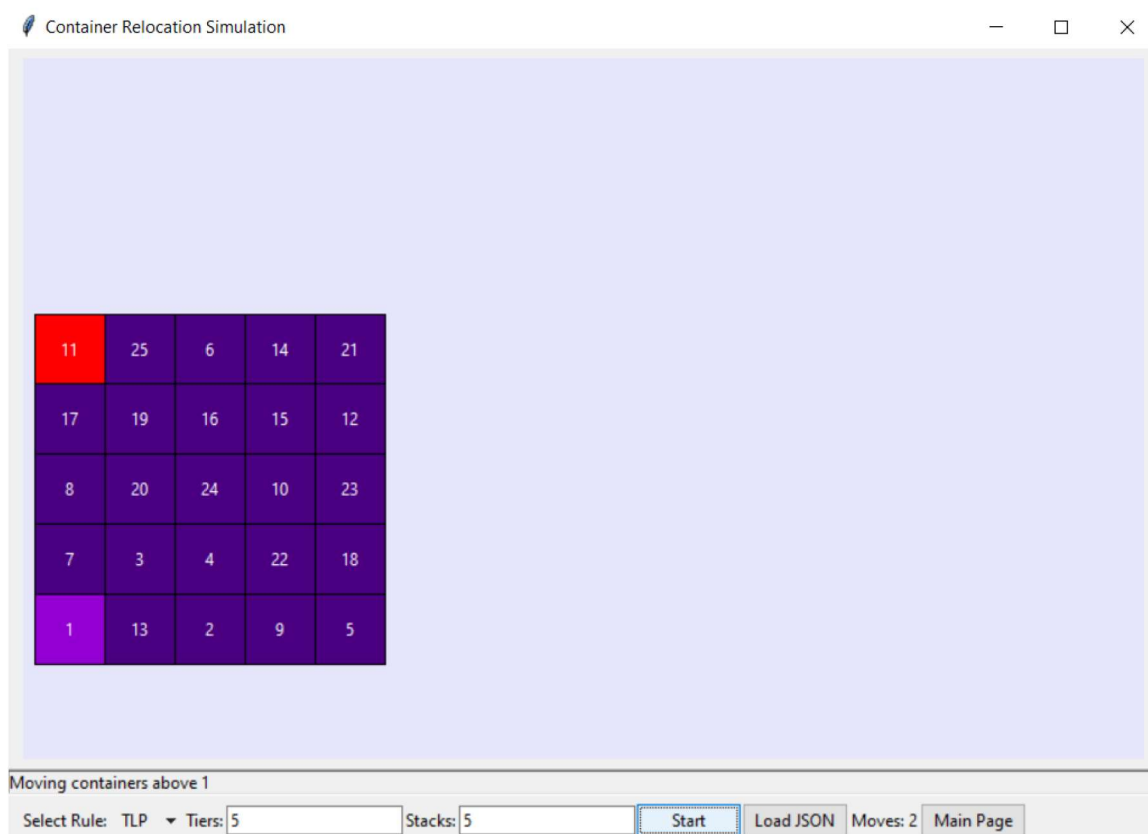 Container Relocation Simulation
11 25 6 14 21
17 19 16 15 12
8 20 24 10 23
7 3 4 22 18
1 13 2 9 5
Moving containers above 1
Select Rule: TLP Tiers: 5 Stacks: 5 Start Load JSON Moves: 2 Main Page